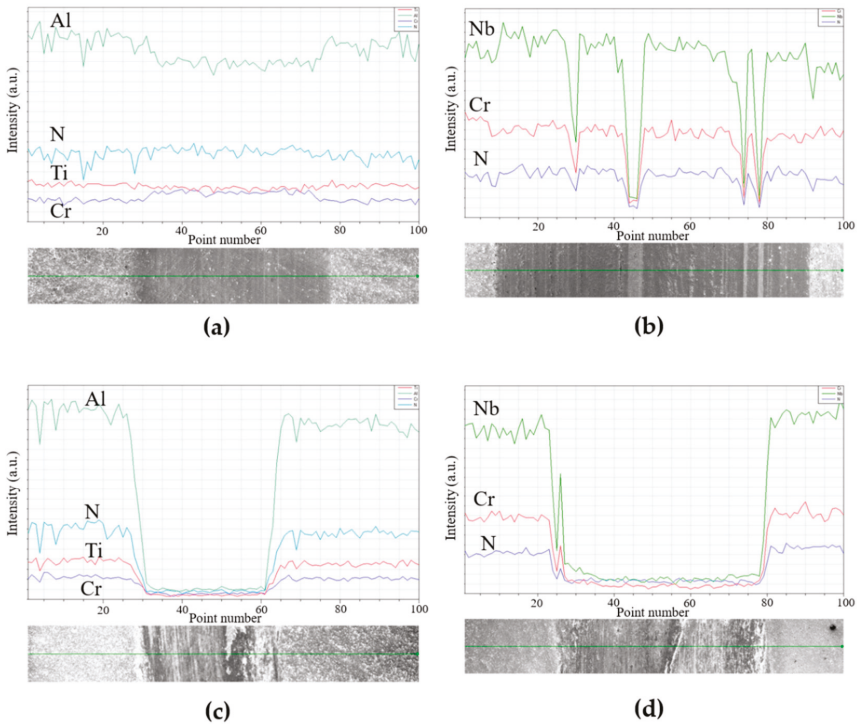 Al
N
Ti
Cr
Intensity (a.u.)
20 40 60 80 100
Point number
(a)
Nb
Cr
N
Intensity (a.u.)
20 40 60 80 100
Point number
(b)
Al
N
Ti
Cr
Intensity (a.u.)
20 40 60 80 100
Point number
(c)
Nb
Cr
N
Intensity (a.u.)
20 40 60 80 100
Point number
(d)